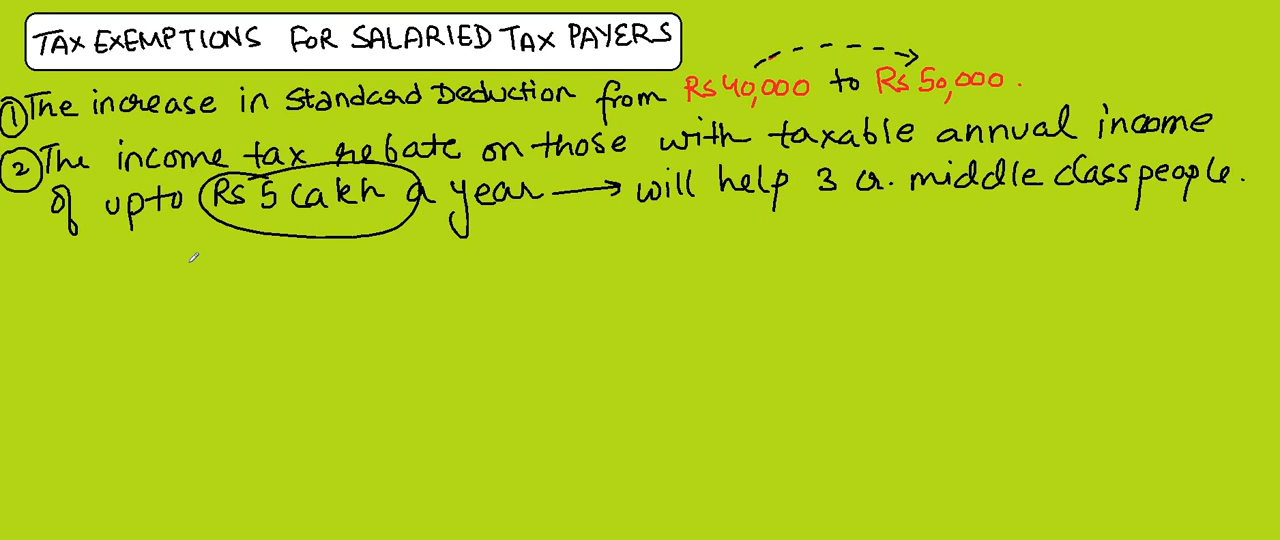 TAX EXEMPTIONS FOR SALARIED TAX PAYERS
① The increase in Standard Deduction from Rs 40,000 to Rs 50,000.
② The income tax rebate on those with taxable annual income
of upto Rs 5 Lakh a year → will help 3 cr. middle class people.